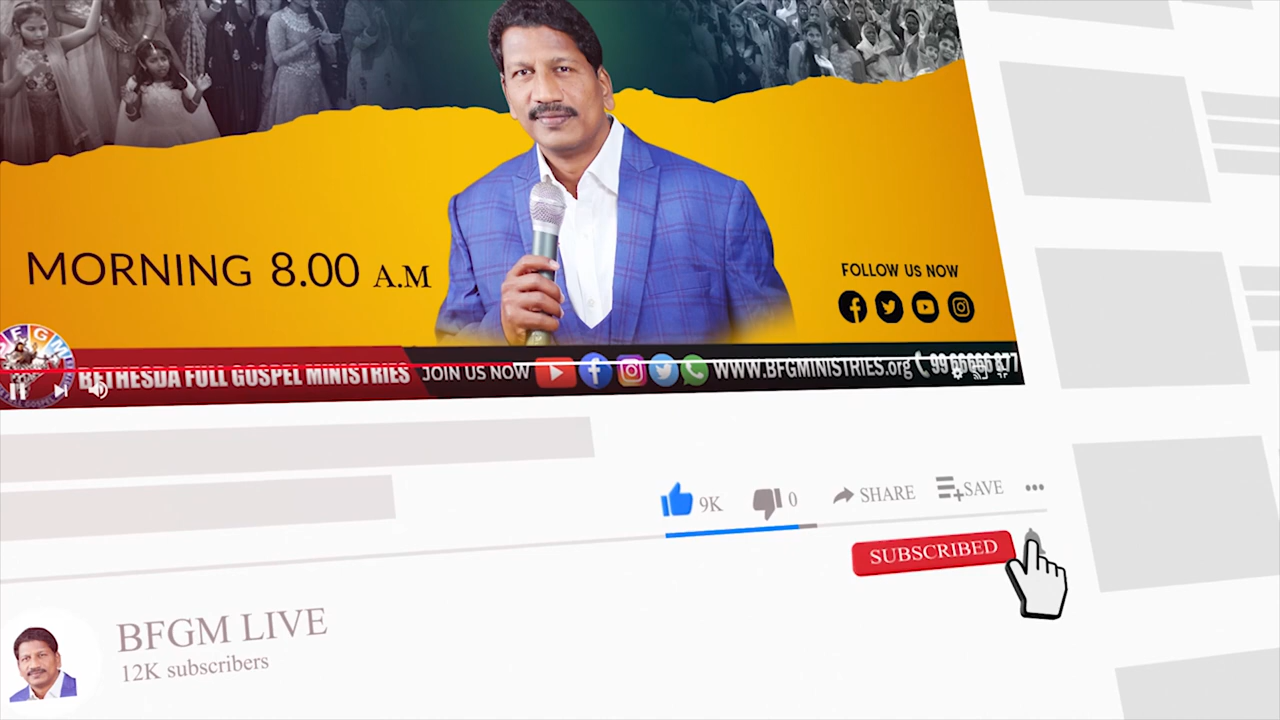 MORNING 8.00 A.M
FOLLOW US NOW
BFGM
BETHESDA FULL GOSPEL MINISTRIES JOIN US NOW WWW.BFGMINISTRIES.org
9K 0 SHARE SAVE
SUBSCRIBED
BFGM LIVE
12K subscribers